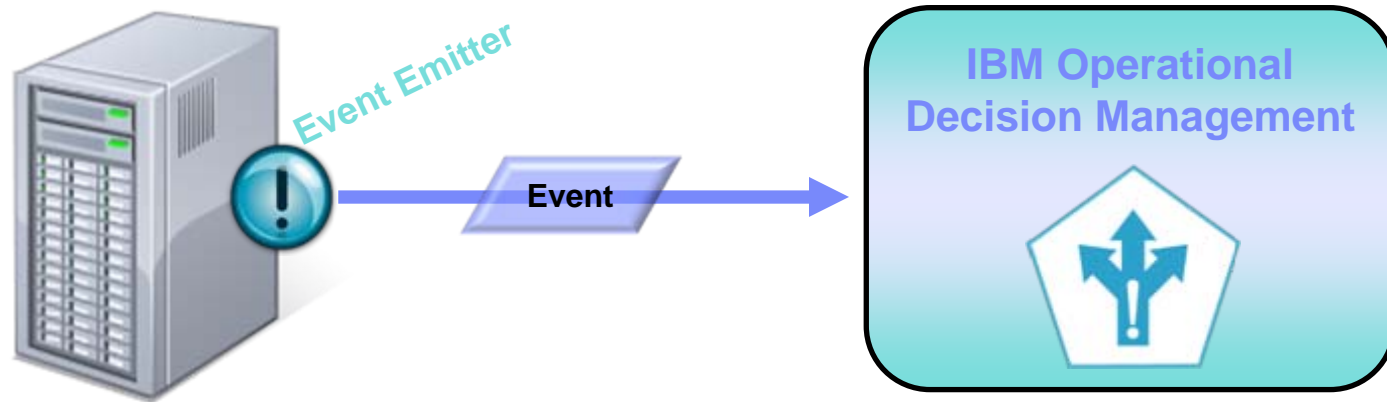 Event Emitter
Event
IBM Operational
Decision Management